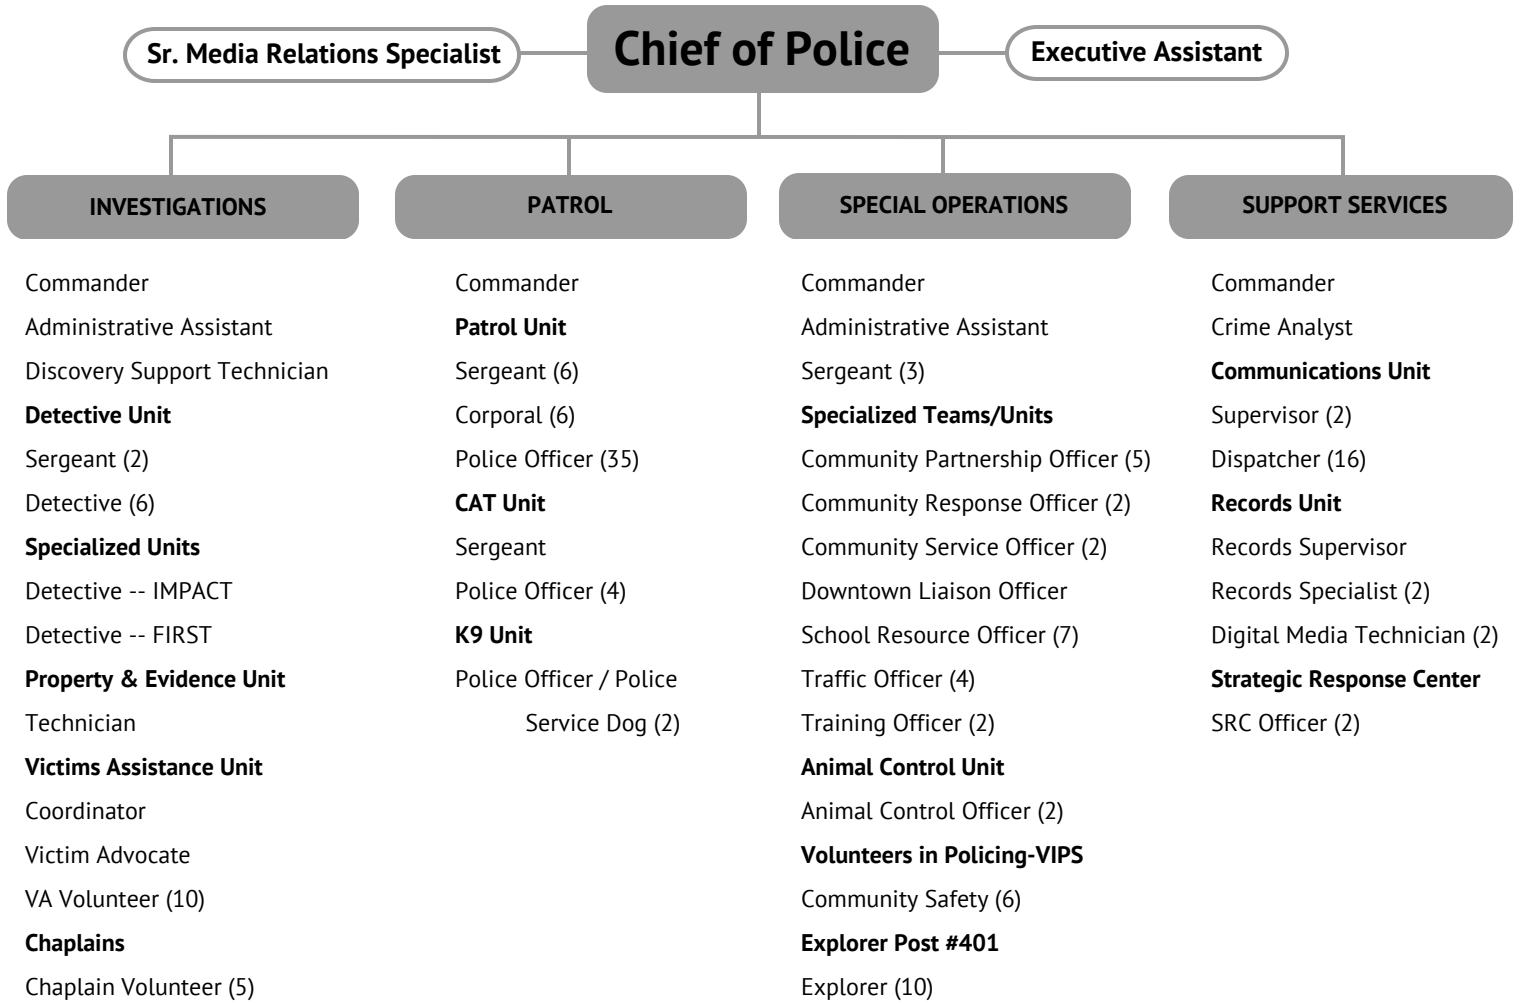 Sr. Media Relations Specialist
Chief of Police
Executive Assistant
INVESTIGATIONS
Commander
Administrative Assistant
Discovery Support Technician
Detective Unit
Sergeant (2)
Detective (6)
Specialized Units
Detective -- IMPACT
Detective -- FIRST
Property & Evidence Unit
Technician
Victims Assistance Unit
Coordinator
Victim Advocate
VA Volunteer (10)
Chaplains
Chaplain Volunteer (5)
PATROL
Commander
Patrol Unit
Sergeant (6)
Corporal (6)
Police Officer (35)
CAT Unit
Sergeant
Police Officer (4)
K9 Unit
Police Officer / Police
Service Dog (2)
SPECIAL OPERATIONS
Commander
Administrative Assistant
Sergeant (3)
Specialized Teams/Units
Community Partnership Officer (5)
Community Response Officer (2)
Community Service Officer (2)
Downtown Liaison Officer
School Resource Officer (7)
Traffic Officer (4)
Training Officer (2)
Animal Control Unit
Animal Control Officer (2)
Volunteers in Policing-VIPS
Community Safety (6)
Explorer Post #401
Explorer (10)
SUPPORT SERVICES
Commander
Crime Analyst
Communications Unit
Supervisor (2)
Dispatcher (16)
Records Unit
Records Supervisor
Records Specialist (2)
Digital Media Technician (2)
Strategic Response Center
SRC Officer (2)